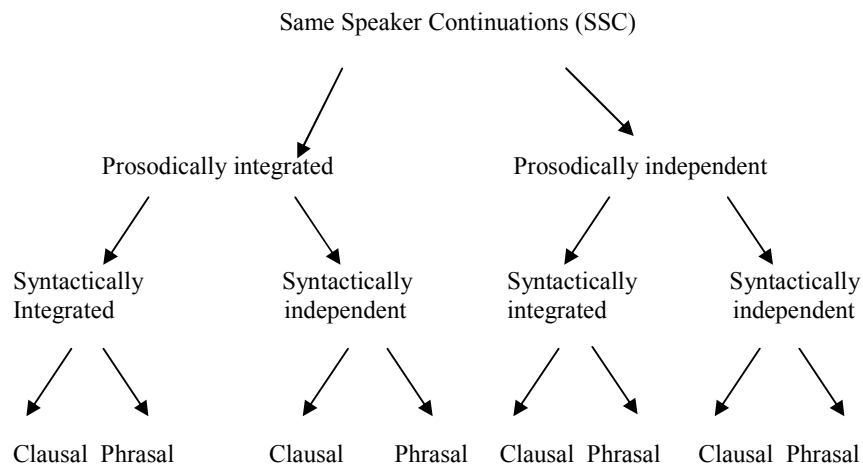 Same Speaker Continuations (SSC)
Prosodically integrated Prosodically independent
Syntactically Syntactically Syntactically Syntactically
Integrated independent integrated independent
Clausal Phrasal Clausal Phrasal Clausal Phrasal Clausal Phrasal